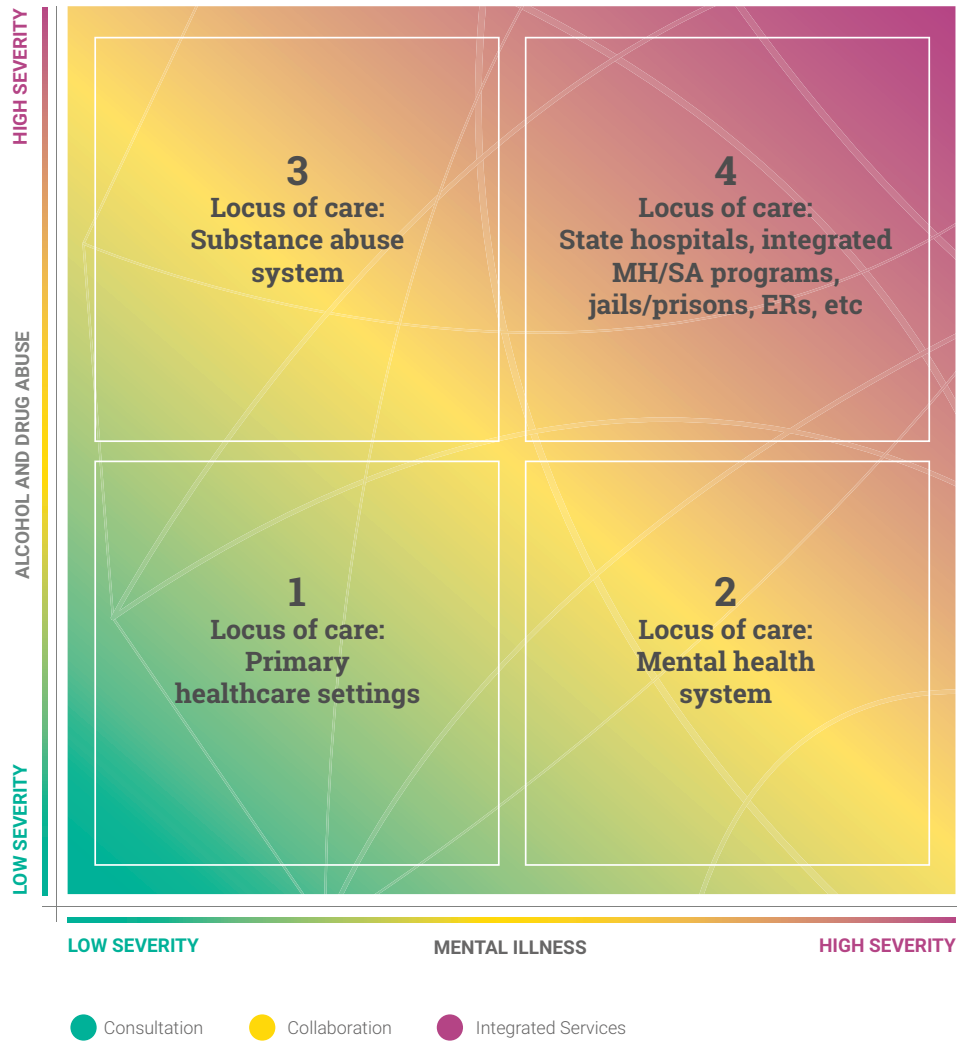 HIGH SEVERITY
ALCOHOL AND DRUG ABUSE
LOW SEVERITY
3
Locus of care:
Substance abuse
system
4
Locus of care:
State hospitals, integrated
MH/SA programs,
jails/prisons, ERs, etc
1
Locus of care:
Primary
healthcare settings
2
Locus of care:
Mental health
system
LOW SEVERITY
MENTAL ILLNESS
HIGH SEVERITY
Consultation
Collaboration
Integrated Services